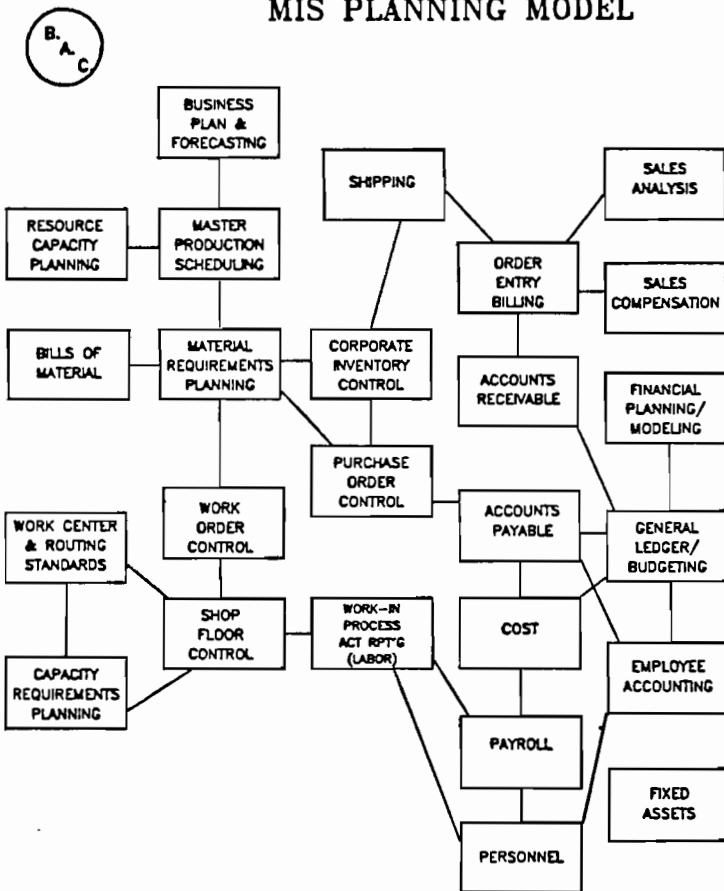 MIS PLANNING MODEL
B.
A.
C.
BUSINESS
PLAN &
FORECASTING
SHIPPING
SALES
ANALYSIS
RESOURCE
CAPACITY
PLANNING
MASTER
PRODUCTION
SCHEDULING
ORDER
ENTRY
BILLING
SALES
COMPENSATION
BILLS OF
MATERIAL
MATERIAL
REQUIREMENTS
PLANNING
CORPORATE
INVENTORY
CONTROL
ACCOUNTS
RECEIVABLE
FINANCIAL
PLANNING/
MODELING
PURCHASE
ORDER
CONTROL
WORK CENTER
& ROUTING
STANDARDS
WORK
ORDER
CONTROL
ACCOUNTS
PAYABLE
GENERAL
LEDGER/
BUDGETING
SHOP
FLOOR
CONTROL
WORK-IN
PROCESS
ACT RPT'G
(LABOR)
COST
CAPACITY
REQUIREMENTS
PLANNING
EMPLOYEE
ACCOUNTING
PAYROLL
FIXED
ASSETS
PERSONNEL